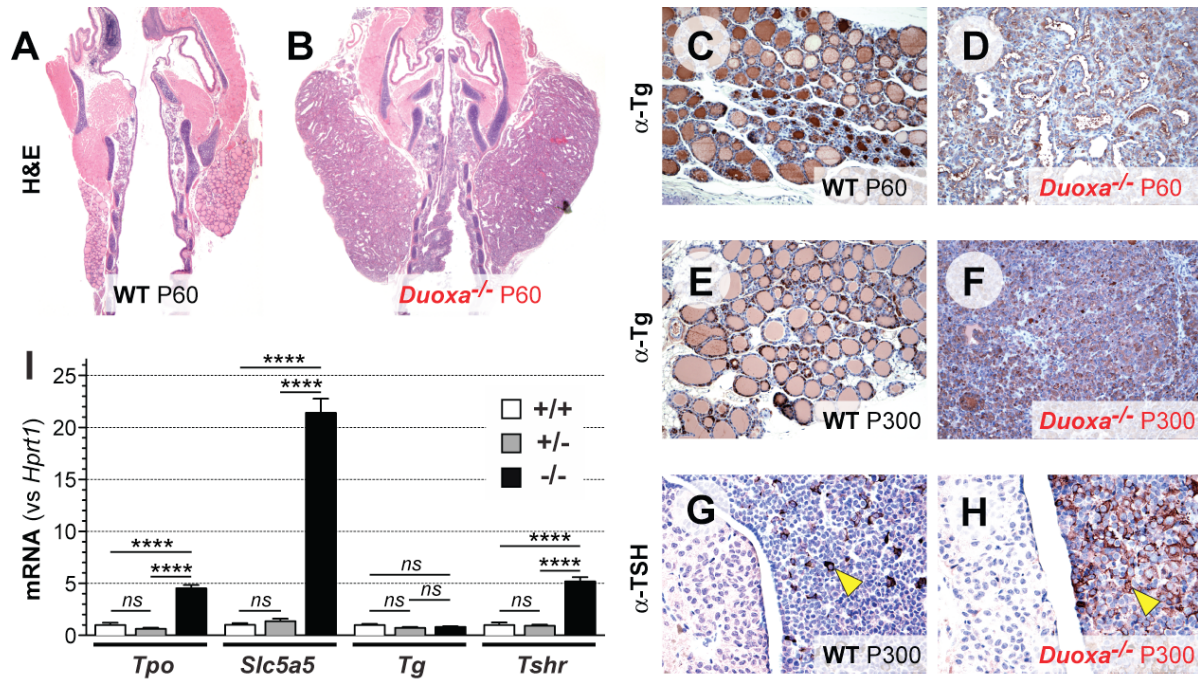 A
B
H&E
WT P60
Duoxa-/- P60
C
D
α-Tg
WT P60
Duoxa-/- P60
E
F
α-Tg
WT P300
Duoxa-/- P300
G
H
α-TSH
WT P300
Duoxa-/- P300
I
mRNA (vs Hprt1)
25
20
15
10
5
0
+/+
+/-
-/-
****
****
ns
****
****
ns
ns
ns
ns
****
****
ns
Tpo
Slc5a5
Tg
Tshr